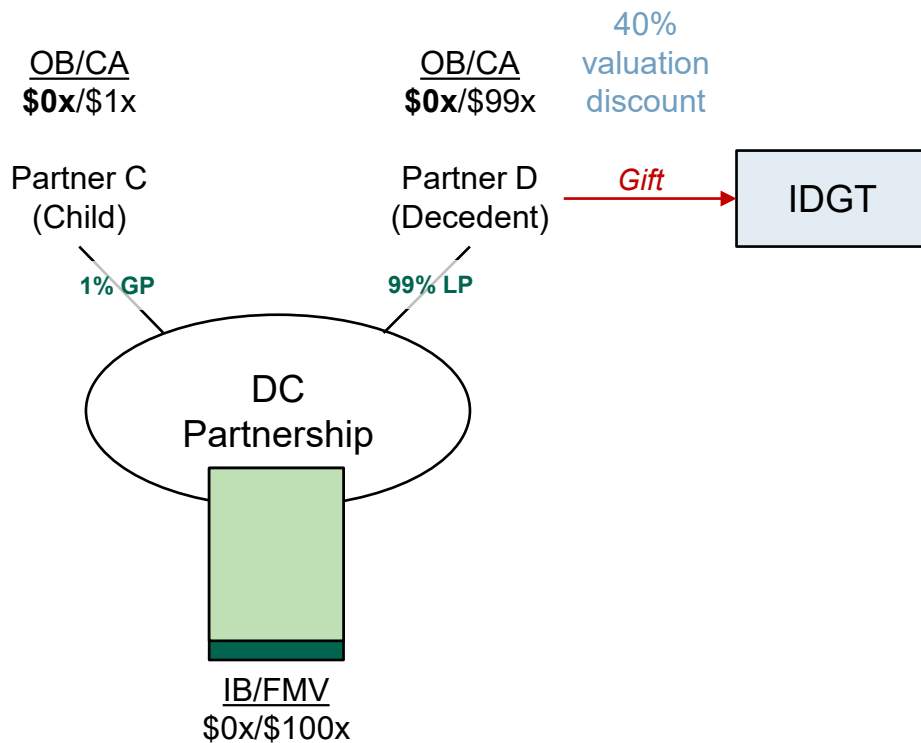 OB/CA
$0x/$1x
OB/CA
$0x/$99x
40%
valuation
discount
Partner C
(Child)
Partner D
(Decedent)
Gift
IDGT
1% GP
99% LP
DC
Partnership
IB/FMV
$0x/$100x